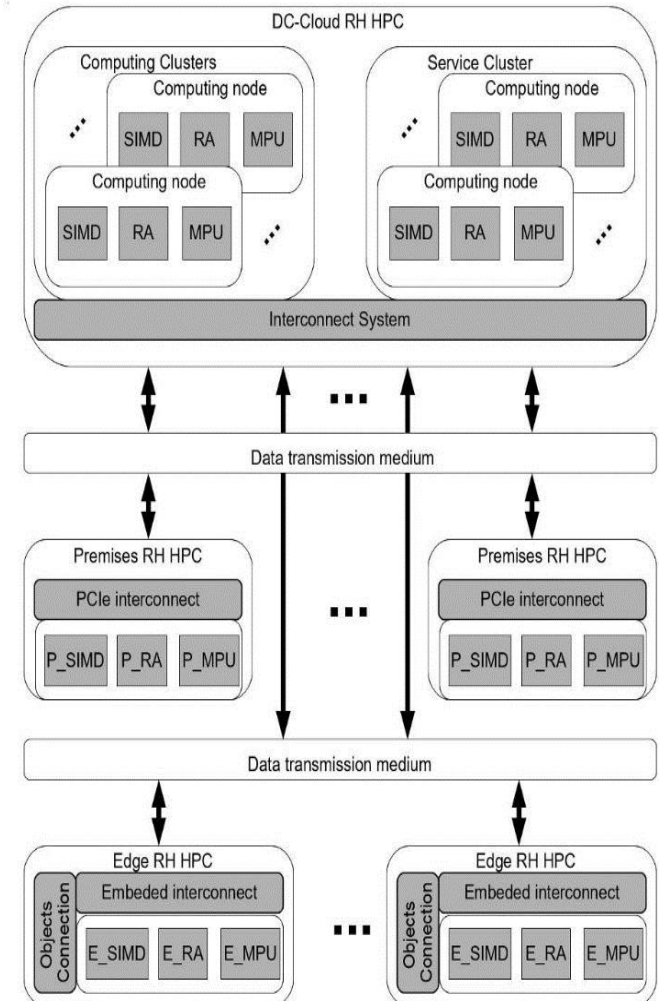 DC-Cloud RH HPC
Computing Clusters
Service Cluster
Computing node
Computing node
SIMD RA MPU
SIMD RA MPU
Computing node
Computing node
SIMD RA MPU
SIMD RA MPU
Interconnect System
Data transmission medium
Premises RH HPC
Premises RH HPC
PCIe interconnect
PCIe interconnect
P_SIMD P_RA P_MPU
P_SIMD P_RA P_MPU
Data transmission medium
Edge RH HPC
Edge RH HPC
Objects
Connection
Embeded interconnect
Objects
Connection
Embeded interconnect
E_SIMD E_RA E_MPU
E_SIMD E_RA E_MPU